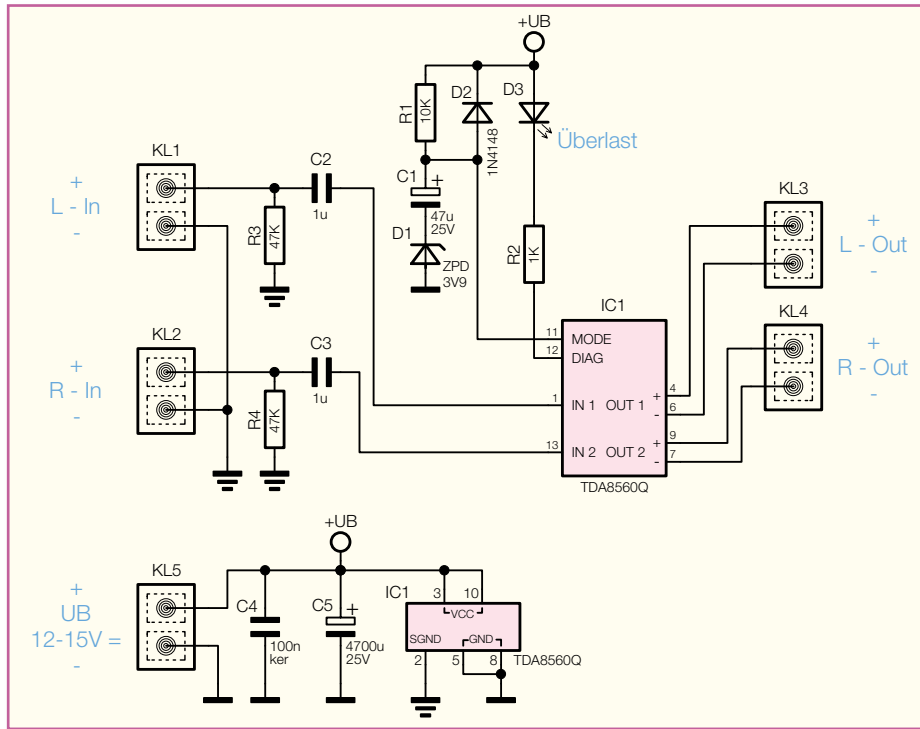 +UB
R1
10K
D2
1N4148
D3
Überlast
KL1
+
L - In
-
C2
1u
R3
47K
C1
+
47u
25V
D1
ZPD
3V9
R2
1K
KL3
+
L - Out
-
KL2
+
R - In
-
C3
1u
R4
47K
IC1
11
MODE
12
DIAG
1
IN 1
OUT 1
+
4
-
6
13
IN 2
OUT 2
+
9
-
7
TDA8560Q
KL4
+
R - Out
-
+UB
KL5
+
UB
12-15V =
-
C4
100n
ker
C5
+
4700u
25V
IC1
3
10
VCC
SGND
GND
2
5
8
TDA8560Q